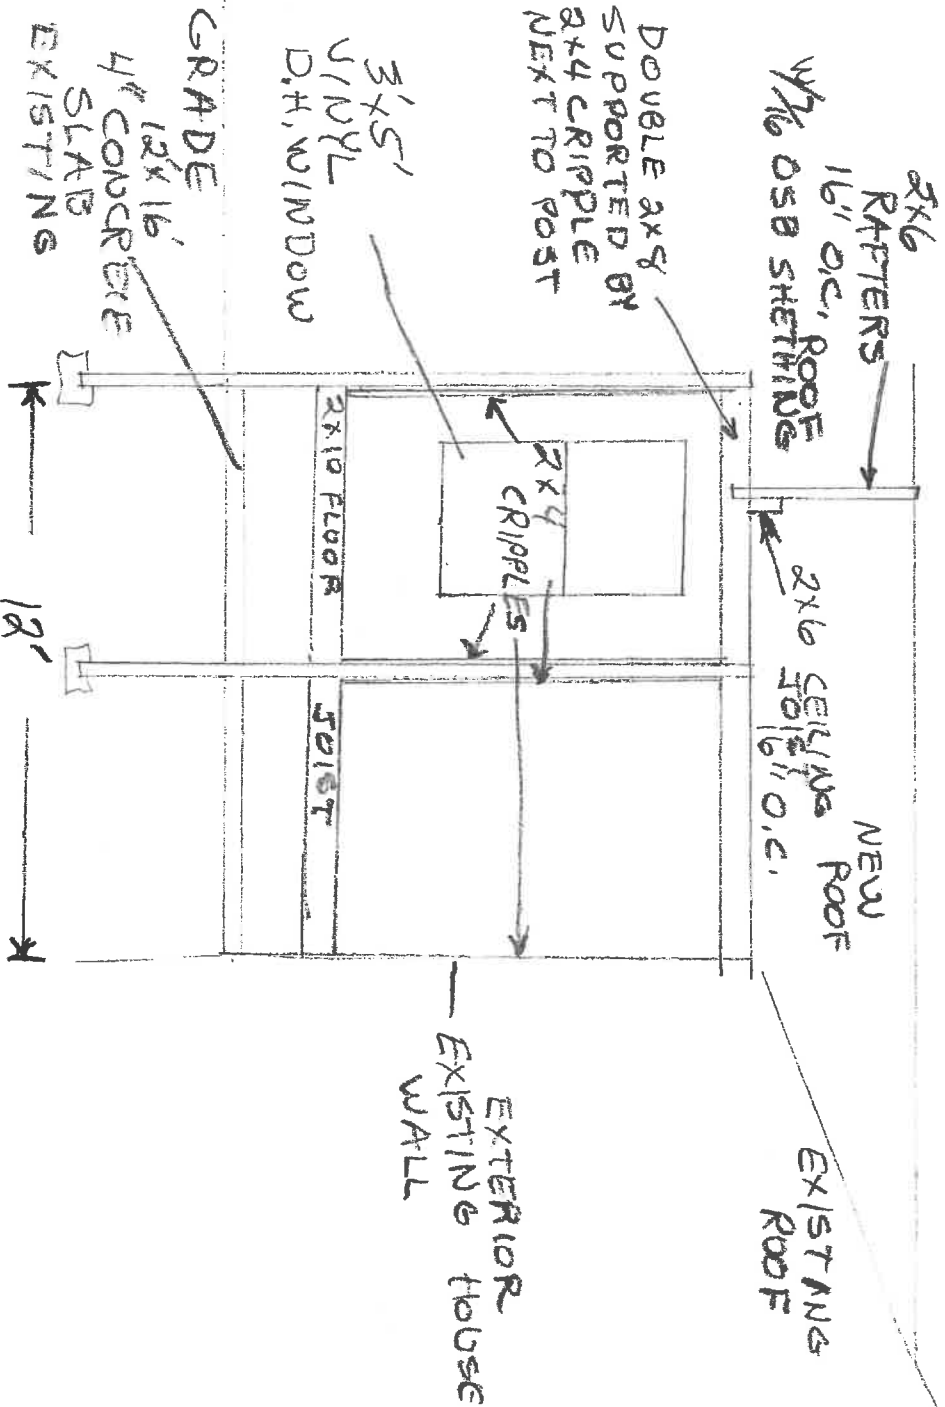 2x6
RAFTERS
16" O.C. ROOF
W/7/16 OSB SHETHING
DOUBLE 2x8
SUPPORTED BY
2x4 CRIPPLE
NEXT TO POST
3'x5'
VINYL
D.H. WINDOW
GRADE
12'x16'
4" CONCRETE
SLAB
EXISTING
2x6 CEILING
JOIST
16" O.C.
NEW
ROOF
EXISTNG
ROOF
2x4
CRIPPLES
2x10 FLOOR JOIST
EXTERIOR
EXISTING HOUSE
WALL
12'